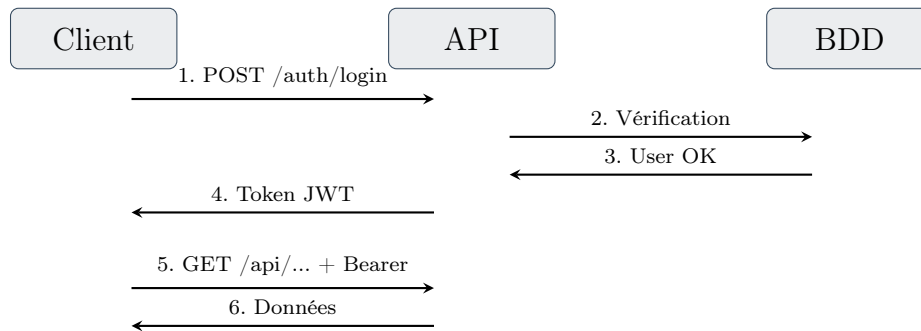 Client
API
BDD
1. POST /auth/login
2. Vérification
3. User OK
4. Token JWT
5. GET /api/... + Bearer
6. Données